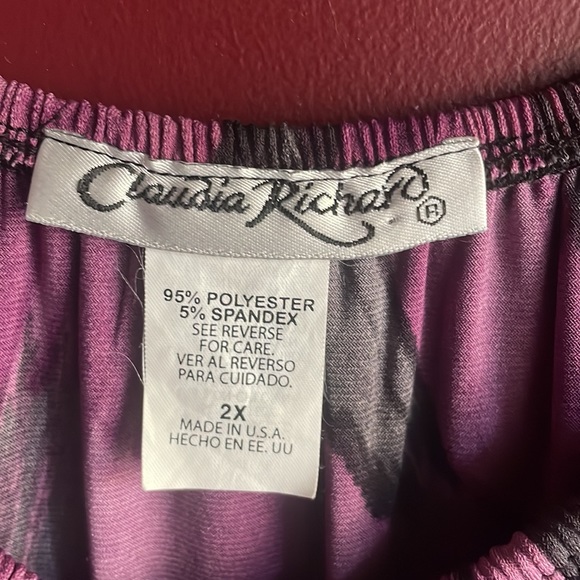 Claudia Richard ®
95% POLYESTER
5% SPANDEX
SEE REVERSE
FOR CARE.
VER AL REVERSO
PARA CUIDADO.
2X
MADE IN U.S.A.
HECHO EN EE. UU